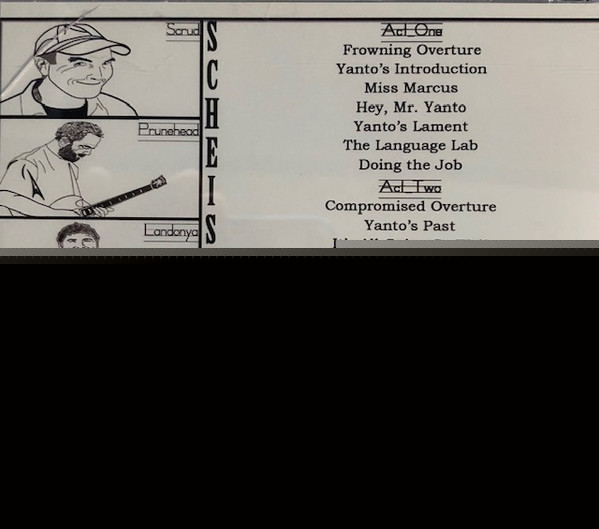 Scrud
Prunehead
Landonya
SCHEIS
Act One
Frowning Overture
Yanto's Introduction
Miss Marcus
Hey, Mr. Yanto
Yanto's Lament
The Language Lab
Doing the Job
Act Two
Compromised Overture
Yanto's Past